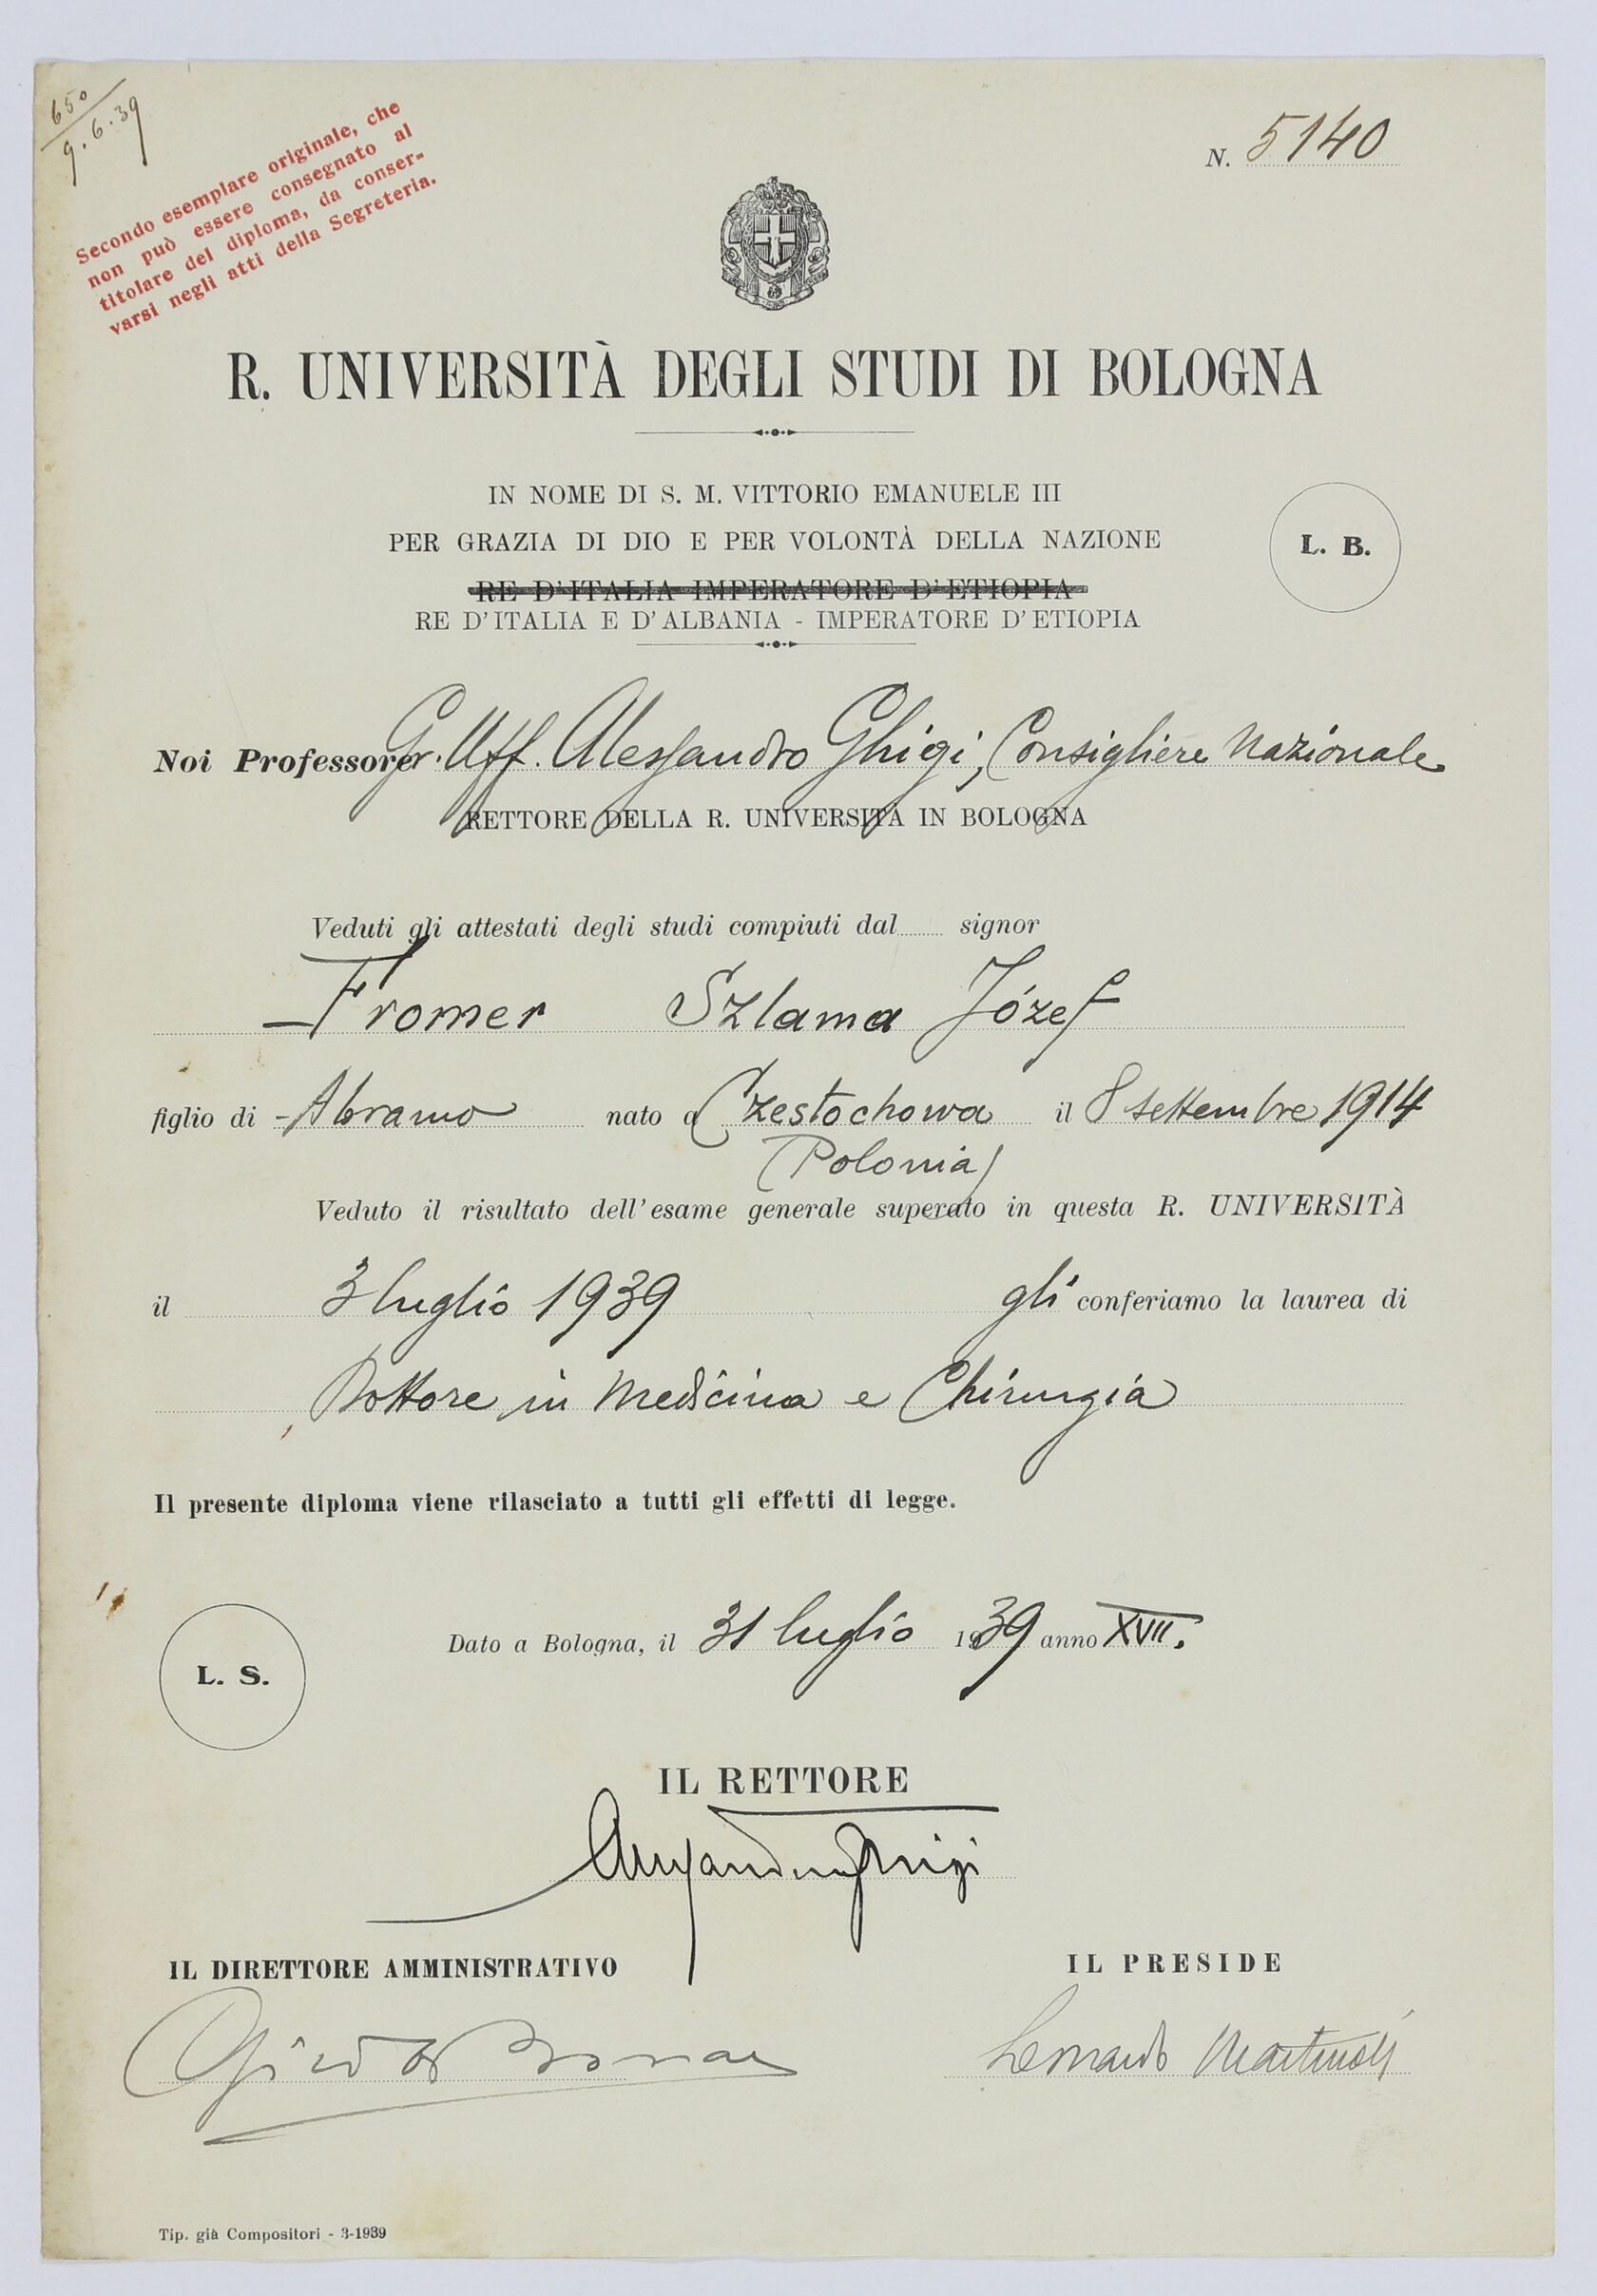 650
9.6.39
Secondo esemplare originale, che
non può essere consegnato al
titolare del diploma, da conser-
varsi negli atti della Segreteria.
N. 5140
R. UNIVERSITÀ DEGLI STUDI DI BOLOGNA
IN NOME DI S. M. VITTORIO EMANUELE III
PER GRAZIA DI DIO E PER VOLONTÀ DELLA NAZIONE
RE D'ITALIA IMPERATORE D'ETIOPIA
RE D'ITALIA E D'ALBANIA - IMPERATORE D'ETIOPIA
L. B.
Noi Professore Gr. Uff. Alessandro Ghigi, Consigliere Nazionale
RETTORE DELLA R. UNIVERSITÀ IN BOLOGNA
Veduti gli attestati degli studi compiuti dal signor
Fromer Szlama Józef
figlio di Abramo nato a Czestochowa il 8 settembre 1914
(Polonia)
Veduto il risultato dell'esame generale superato in questa R. UNIVERSITÀ
il 3 luglio 1939 gli conferiamo la laurea di
Dottore in Medicina e Chirurgia
Il presente diploma viene rilasciato a tutti gli effetti di legge.
Dato a Bologna, il 31 luglio 1939 anno XVII.
L. S.
IL RETTORE
Alessandro Ghigi
IL DIRETTORE AMMINISTRATIVO
IL PRESIDE
Tip. già Compositori - 3-1939